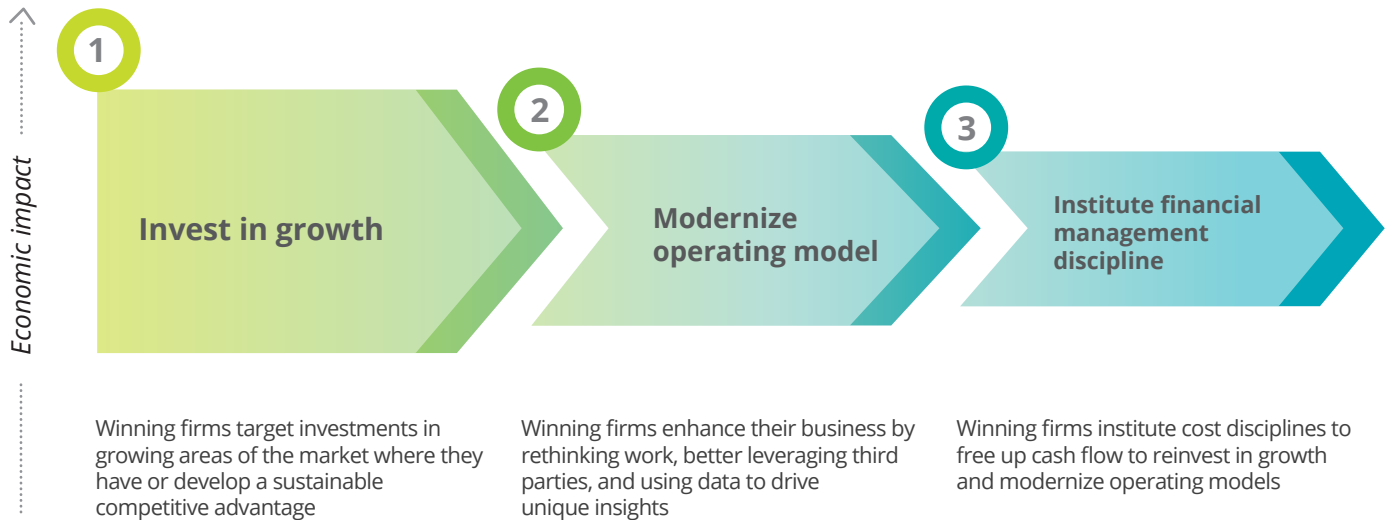 Economic impact
1
Invest in growth
Winning firms target investments in
growing areas of the market where they
have or develop a sustainable
competitive advantage
2
Modernize
operating model
Winning firms enhance their business by
rethinking work, better leveraging third
parties, and using data to drive
unique insights
3
Institute financial
management
discipline
Winning firms institute cost disciplines to
free up cash flow to reinvest in growth
and modernize operating models